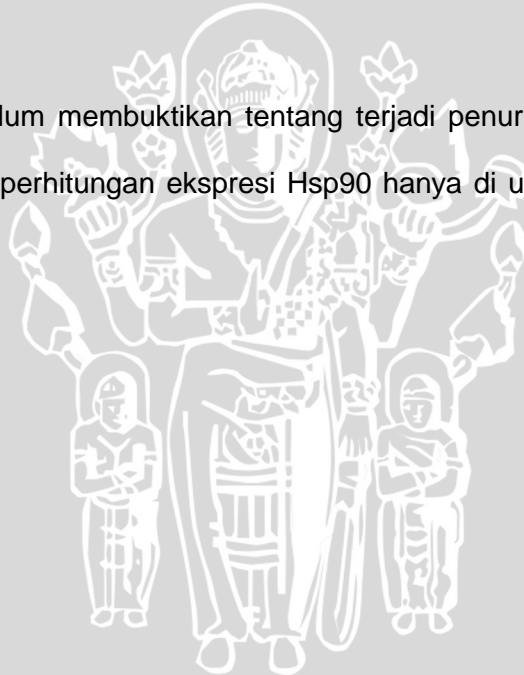 lum membuktikan tentang terjadi penur
perhitungan ekspresi Hsp90 hanya di u